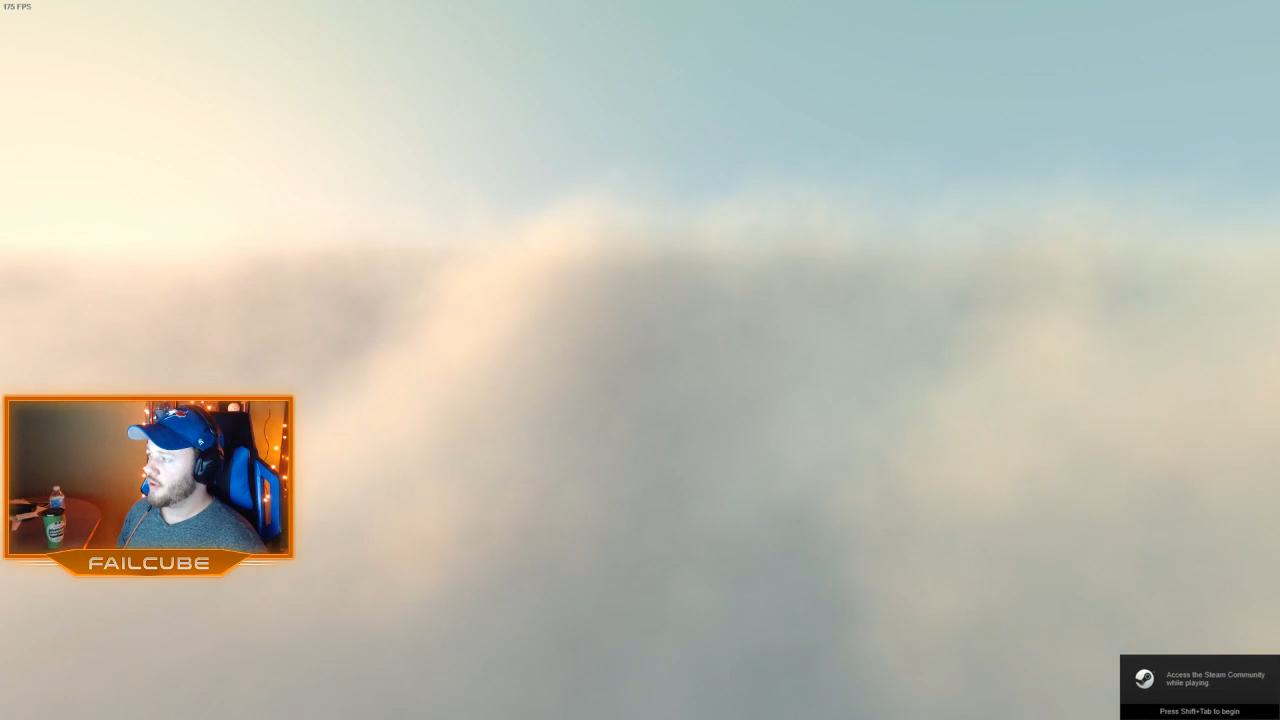 175 FPS
FAILCUBE
Access the Steam Community
while playing.
Press Shift+Tab to begin